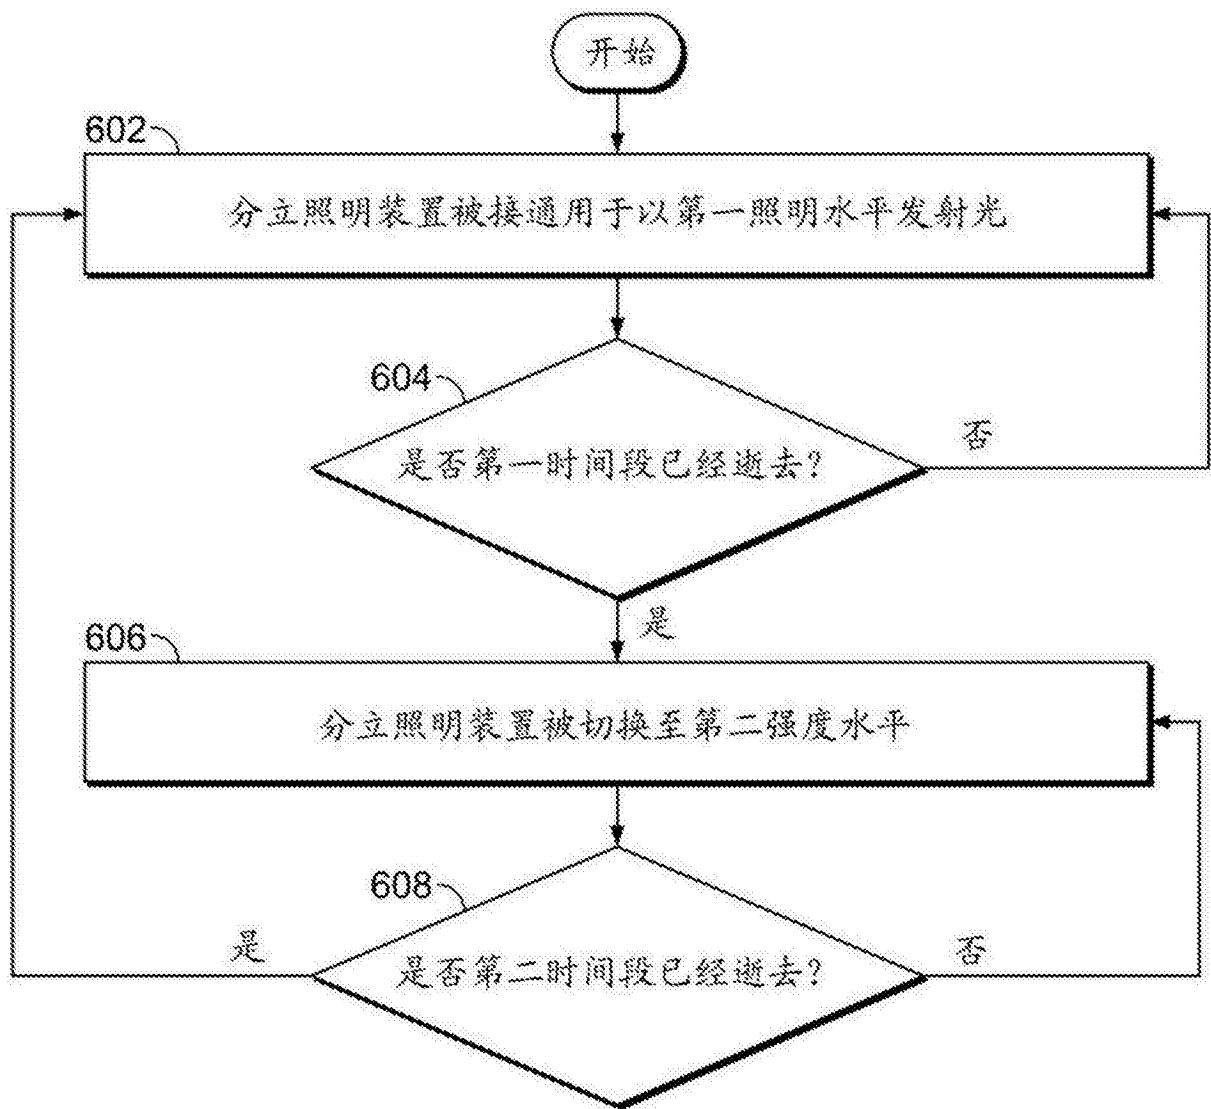 开始
602
分立照明装置被接通用于以第一照明水平发射光
604
是否第一时间段已经逝去?
否
是
606
分立照明装置被切换至第二强度水平
608
是
是否第二时间段已经逝去?
否